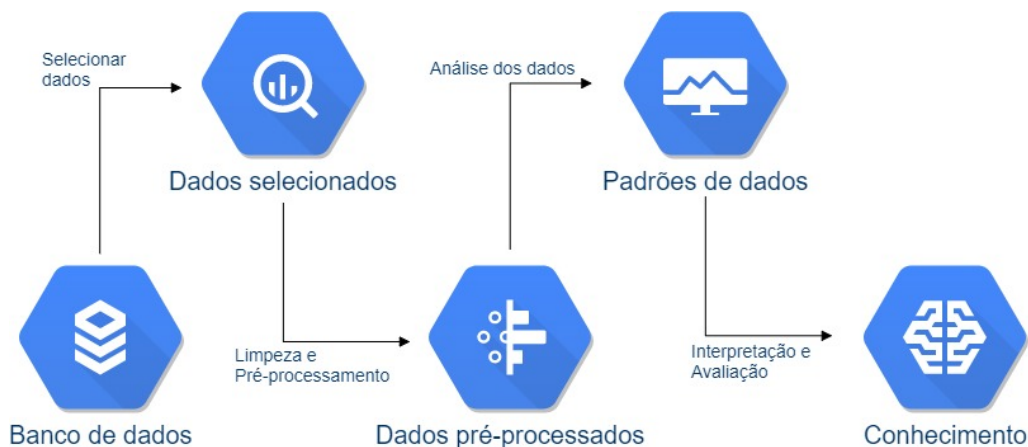 Selecionar
dados
Análise dos dados
Dados selecionados
Padrões de dados
Limpeza e
Pré-processamento
Interpretação e
Avaliação
Banco de dados
Dados pré-processados
Conhecimento